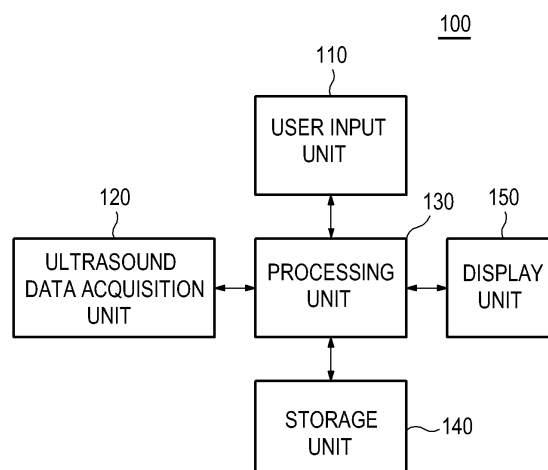 100
110
USER INPUT
UNIT
120
130
150
ULTRASOUND
DATA ACQUISITION
UNIT
PROCESSING
UNIT
DISPLAY
UNIT
STORAGE
UNIT
140